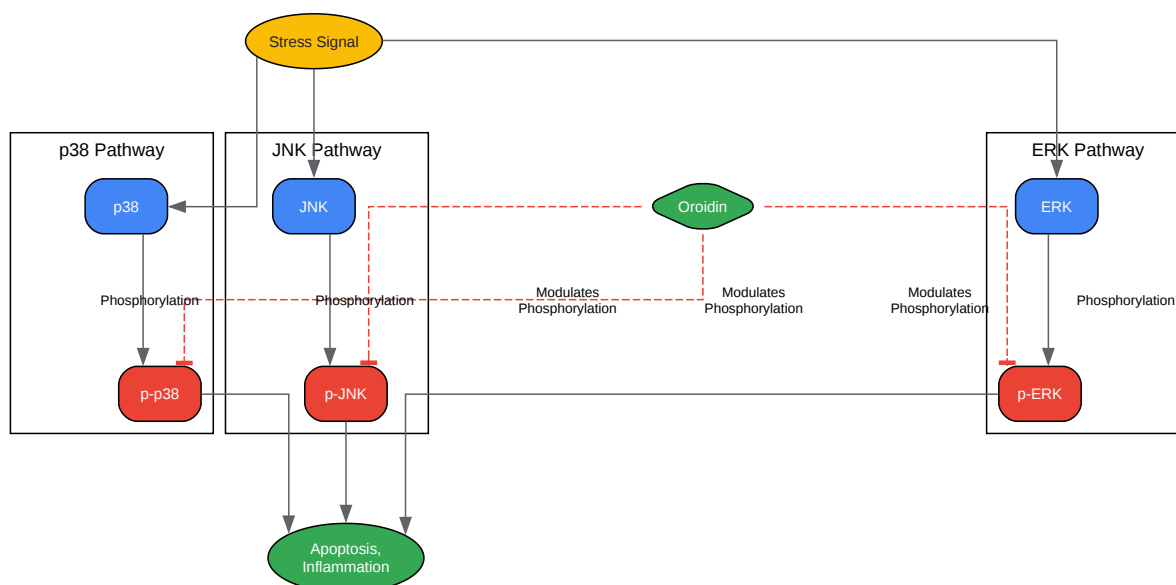 Stress Signal
p38 Pathway
JNK Pathway
ERK Pathway
p38
JNK
Oroidin
ERK
Phosphorylation
Phosphorylation
Modulates
Phosphorylation
Modulates
Phosphorylation
Modulates
Phosphorylation
Phosphorylation
p-p38
p-JNK
p-ERK
Apoptosis,
Inflammation